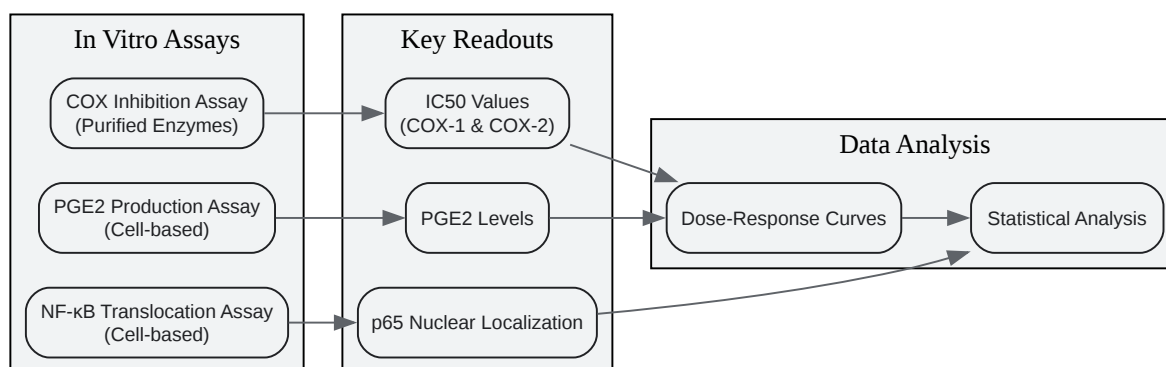 In Vitro Assays
COX Inhibition Assay
(Purified Enzymes)
PGE2 Production Assay
(Cell-based)
NF-κB Translocation Assay
(Cell-based)
Key Readouts
IC50 Values
(COX-1 & COX-2)
PGE2 Levels
p65 Nuclear Localization
Data Analysis
Dose-Response Curves
Statistical Analysis